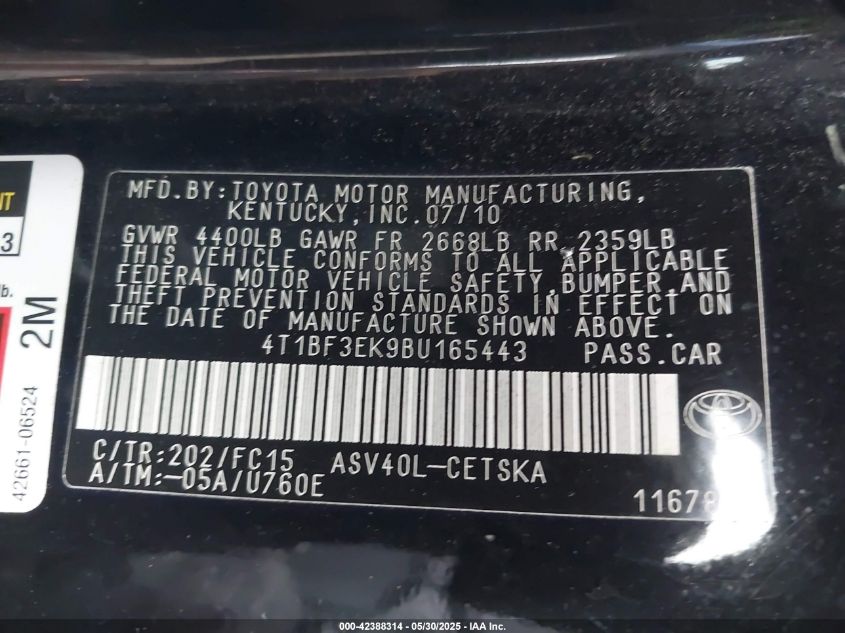 NT
3
lb.
2M
42661-06524
MFD.BY:TOYOTA MOTOR MANUFACTURING,
KENTUCKY,INC.07/10
GVWR 4400LB GAWR FR 2668LB RR 2359LB
THIS VEHICLE CONFORMS TO ALL APPLICABLE
FEDERAL MOTOR VEHICLE SAFETY,BUMPER,AND
THEFT PREVENTION STANDARDS IN EFFECT ON
THE DATE OF MANUFACTURE SHOWN ABOVE.
4T1BF3EK9BU165443 PASS.CAR
C/TR:202/FC15 ASV40L-CETSKA
A/TM:-05A/U760E
000-42388314 - 05/30/2025 - IAA Inc.